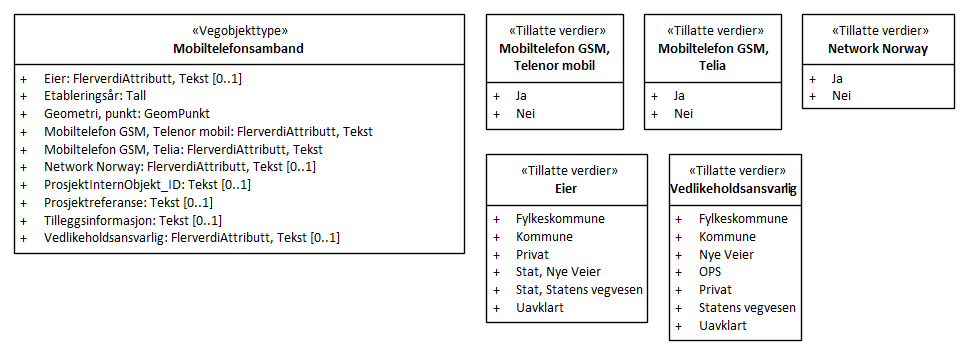 «Vegobjekttype»
Mobiltelefonsamband
+ Eier: FlerverdiAttributt, Tekst [0..1]
+ Etableringsår: Tall
+ Geometri, punkt: GeomPunkt
+ Mobiltelefon GSM, Telenor mobil: FlerverdiAttributt, Tekst
+ Mobiltelefon GSM, Telia: FlerverdiAttributt, Tekst
+ Network Norway: FlerverdiAttributt, Tekst [0..1]
+ ProsjektInternObjekt_ID: Tekst [0..1]
+ Prosjektreferanse: Tekst [0..1]
+ Tilleggsinformasjon: Tekst [0..1]
+ Vedlikeholdsansvarlig: FlerverdiAttributt, Tekst [0..1]
«Tillatte verdier»
Mobiltelefon GSM,
Telenor mobil
+ Ja
+ Nei
«Tillatte verdier»
Mobiltelefon GSM,
Telia
+ Ja
+ Nei
«Tillatte verdier»
Network Norway
+ Ja
+ Nei
«Tillatte verdier»
Eier
+ Fylkeskommune
+ Kommune
+ Privat
+ Stat, Nye Veier
+ Stat, Statens vegvesen
+ Uavklart
«Tillatte verdier»
Vedlikeholdsansvarlig
+ Fylkeskommune
+ Kommune
+ Nye Veier
+ OPS
+ Privat
+ Statens vegvesen
+ Uavklart